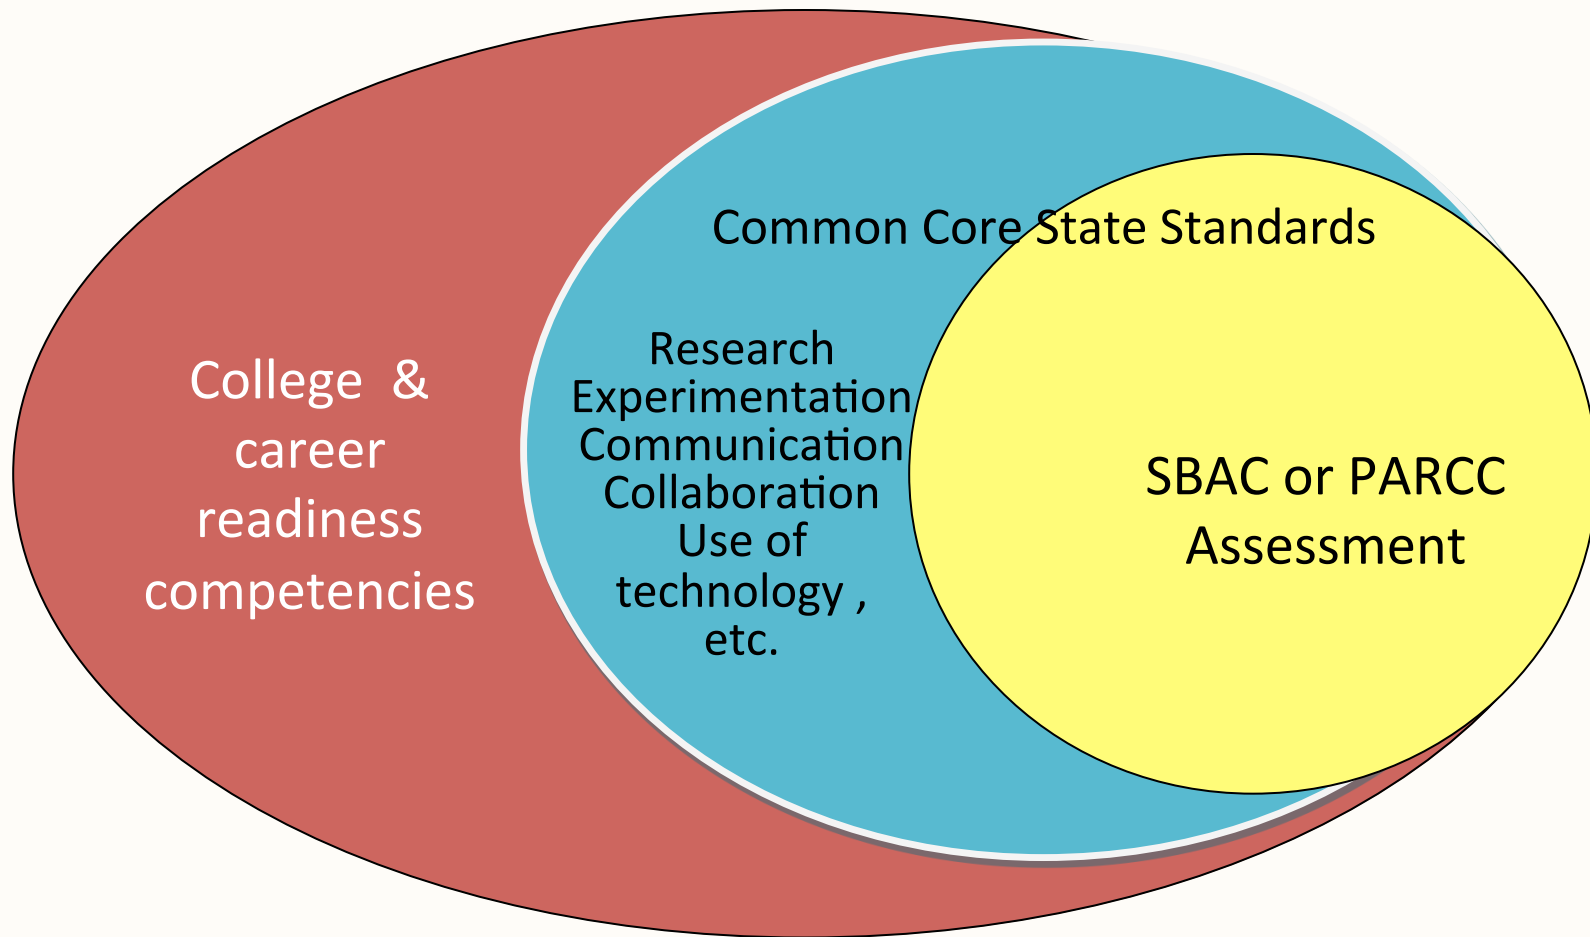 Common Core State Standards
College & 
career
readiness
competencies
Research
Experimentation
Communication
Collaboration
Use of
technology ,
etc.
SBAC or PARCC
Assessment